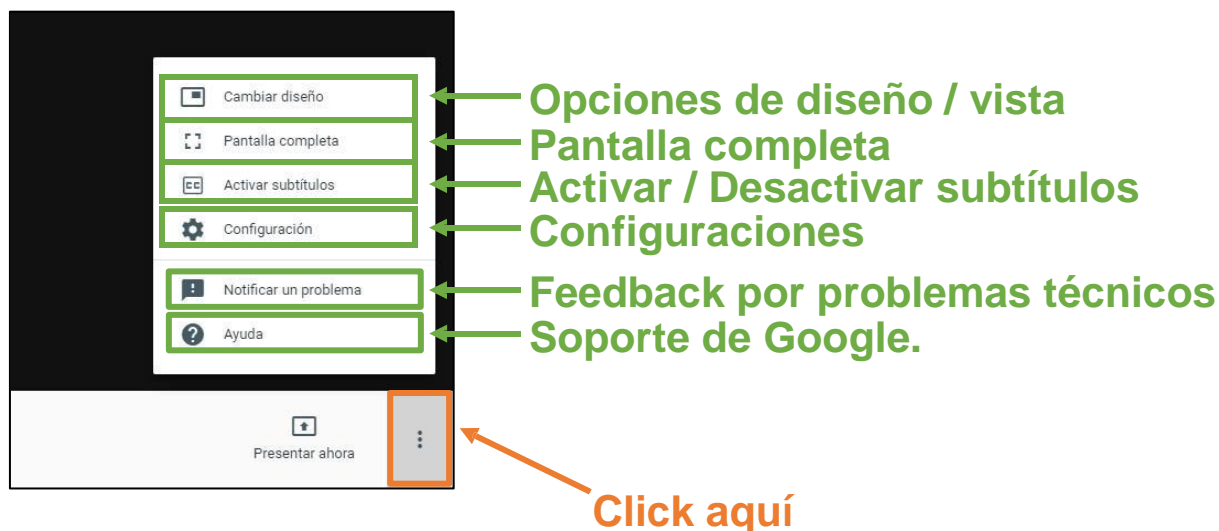 Cambiar diseño
Opciones de diseño / vista
Pantalla completa
Pantalla completa
CC Activar subtítulos
Activar / Desactivar subtítulos
Configuración
Configuraciones
Notificar un problema
Feedback por problemas técnicos
Ayuda
Soporte de Google.
Presentar ahora
Click aquí